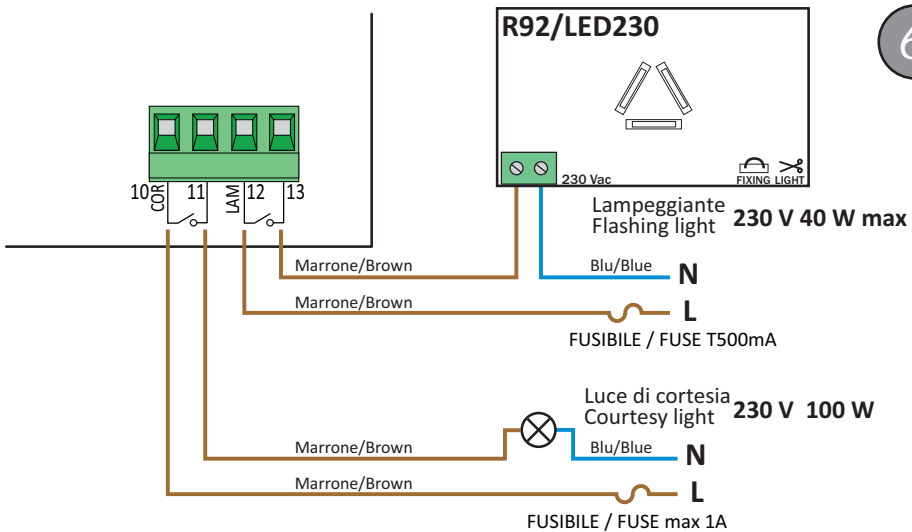 R92/LED230
6
230 Vac
FIXING LIGHT
10 COR 11 LAM 12 13
Lampeggiante
Flashing light
230 V 40 W max
Marrone/Brown
Blu/Blue
N
Marrone/Brown
L
FUSIBILE / FUSE T500mA
Luce di cortesia
Courtesy light
230 V 100 W
Marrone/Brown
Blu/Blue
N
Marrone/Brown
L
FUSIBILE / FUSE max 1A